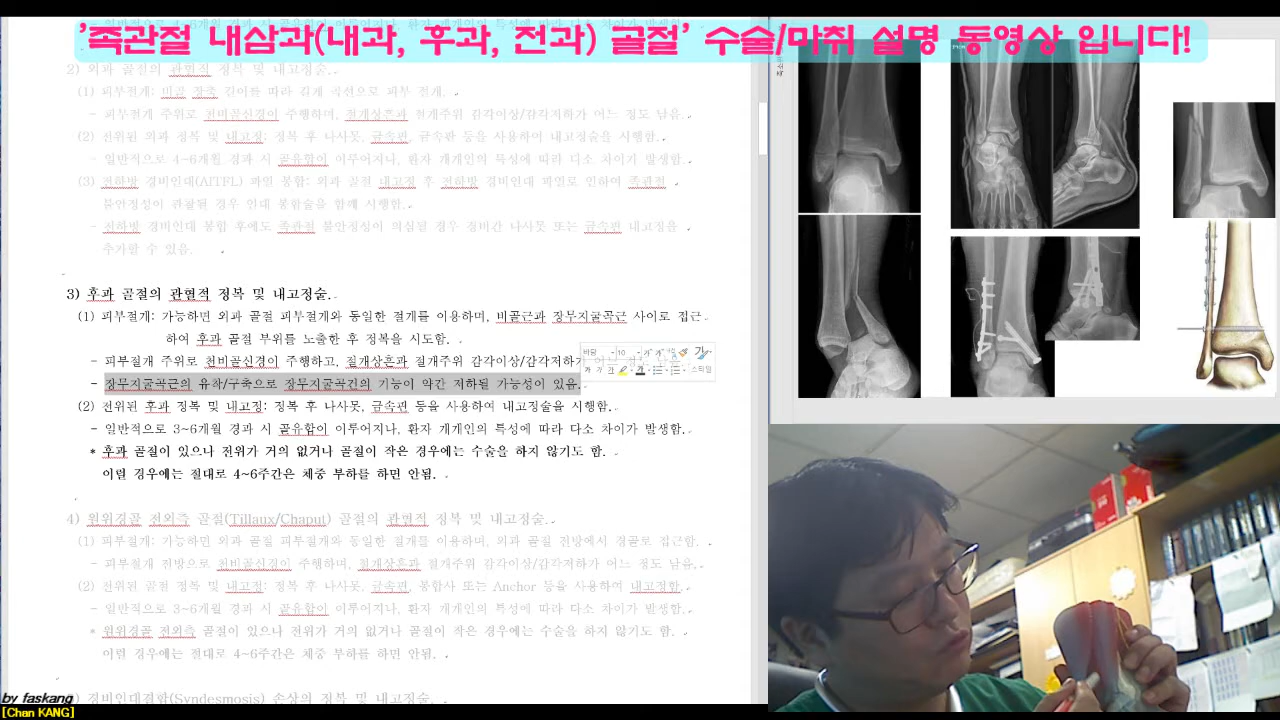 '족관절 내삼과(내과, 후과, 전과) 골절' 수술/마취 설명 동영상 입니다!
2) 외과 골절의 관혈적 정복 및 내고정술.
(1) 피부절개: 비골 장축 길이를 따라 길게 곡선으로 피부 절개.
- 피부절개 주위로 천비골신경이 주행하며, 절개상흔과 절개주위 감각이상/감각저하가 어느 정도 남음.
(2) 전위된 외과 정복 및 내고정: 정복 후 나사못, 금속핀, 금속판 등을 사용하여 내고정술을 시행함.
- 일반적으로 4~6개월 경과 시 골유합이 이루어지나, 환자 개개인의 특성에 따라 다소 차이가 발생함.
(3) 전하방 경비인대(AITFL) 파열 봉합: 외과 골절 내고정 후 전하방 경비인대 파열로 인하여 족관절
불안정성이 관찰될 경우 인대 봉합술을 함께 시행함.
- 전하방 경비인대 봉합 후에도 족관절 불안정성이 의심될 경우 경비간 나사못 또는 금속판 내고정을
추가할 수 있음.
3) 후과 골절의 관혈적 정복 및 내고정술.
(1) 피부절개: 가능하면 외과 골절 피부절개와 동일한 절개를 이용하며, 비골근과 장무지굴곡근 사이로 접근
하여 후과 골절 부위를 노출한 후 정복을 시도함.
- 피부절개 주위로 천비골신경이 주행하고, 절개상흔과 절개주위 감각이상/감각저하가
바탕 10 가 가 가
가 가 가 스타일
- 장무지굴곡근의 유착/구축으로 장무지굴곡건의 기능이 약간 저하될 가능성이 있음.
(2) 전위된 후과 정복 및 내고정: 정복 후 나사못, 금속핀 등을 사용하여 내고정술을 시행함.
- 일반적으로 3~6개월 경과 시 골유합이 이루어지나, 환자 개개인의 특성에 따라 다소 차이가 발생함.
* 후과 골절이 있으나 전위가 거의 없거나 골절이 작은 경우에는 수술을 하지 않기도 함.
이럴 경우에는 절대로 4~6주간은 체중 부하를 하면 안됨.
4) 원위경골 전외측 골절(Tillaux/Chaput) 골절의 관혈적 정복 및 내고정술.
(1) 피부절개: 가능하면 외과 골절 피부절개와 동일한 절개를 이용하며, 외과 골절 전방에서 경골로 접근함.
- 피부절개 전방으로 천비골신경이 주행하며, 절개상흔과 절개주위 감각이상/감각저하가 어느 정도 남음.
(2) 전위된 골절 정복 및 내고정: 정복 후 나사못, 금속핀, 봉합사 또는 Anchor 등을 사용하여 내고정함.
- 일반적으로 3~6개월 경과 시 골유합이 이루어지나, 환자 개개인의 특성에 따라 다소 차이가 발생함.
* 원위경골 전외측 골절이 있으나 전위가 거의 없거나 골절이 작은 경우에는 수술을 하지 않기도 함.
이럴 경우에는 절대로 4~6주간은 체중 부하를 하면 안됨.
경비인대결합(Syndesmosis) 손상의 정복 및 내고정술.
by faskang
[Chan KANG]